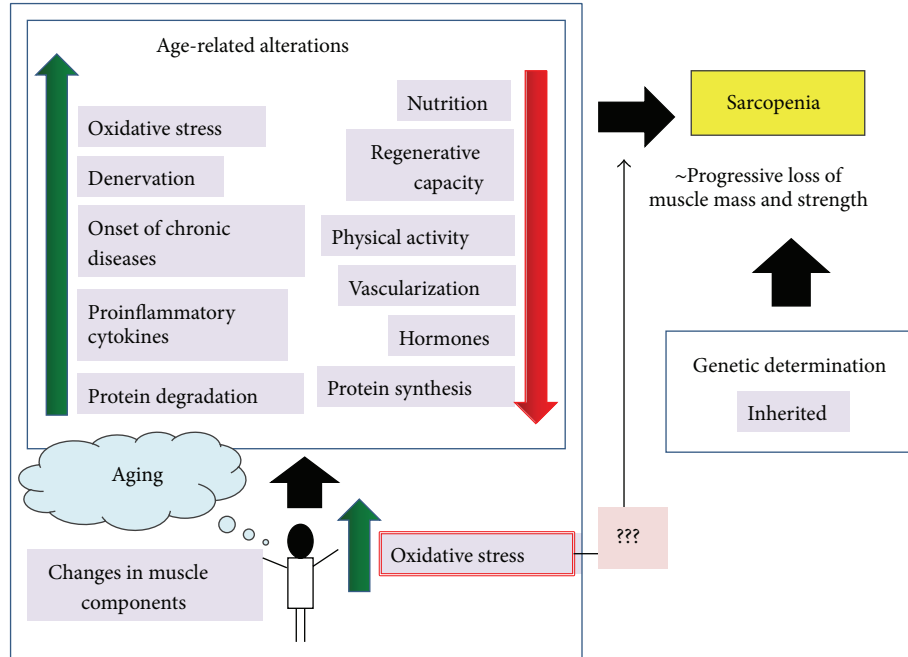 Age-related alterations
Oxidative stress
Denervation
Onset of chronic
diseases
Proinflammatory
cytokines
Protein degradation
Nutrition
Regenerative
capacity
Physical activity
Vascularization
Hormones
Protein synthesis
Sarcopenia
~Progressive loss of
muscle mass and strength
Genetic determination
Inherited
Aging
Changes in muscle
components
Oxidative stress
???